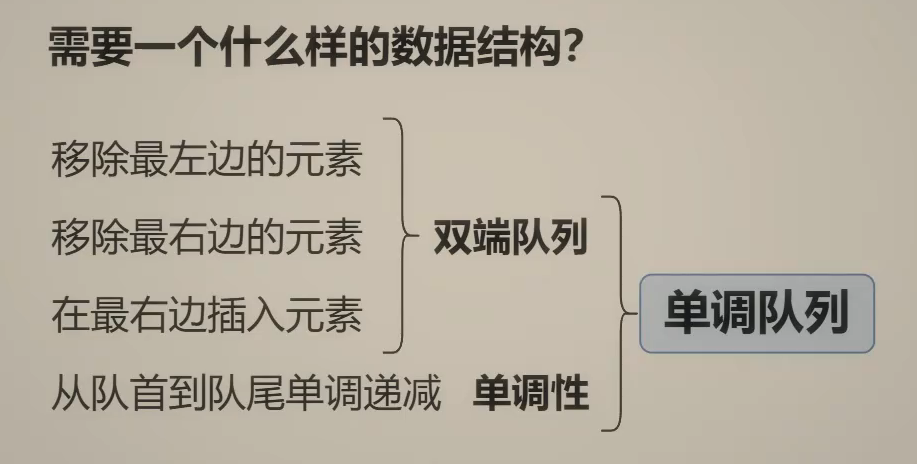 需要一个什么样的数据结构?
移除最左边的元素
移除最右边的元素
双端队列
在最右边插入元素
单调队列
从队首到队尾单调递减 单调性